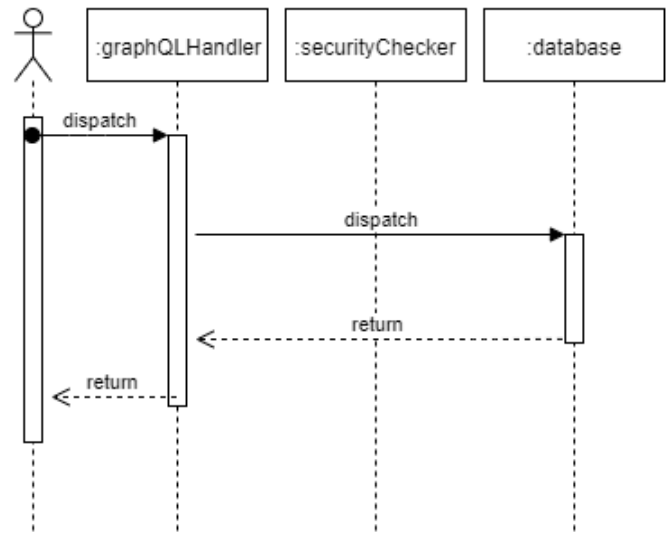 :graphQLHandler
:securityChecker
:database
dispatch
dispatch
return
return